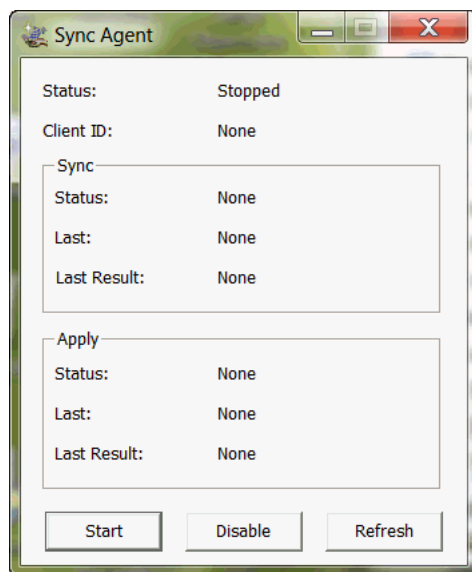 Sync Agent
Status: Stopped
Client ID: None
Sync
Status: None
Last: None
Last Result: None
Apply
Status: None
Last: None
Last Result: None
Start Disable Refresh